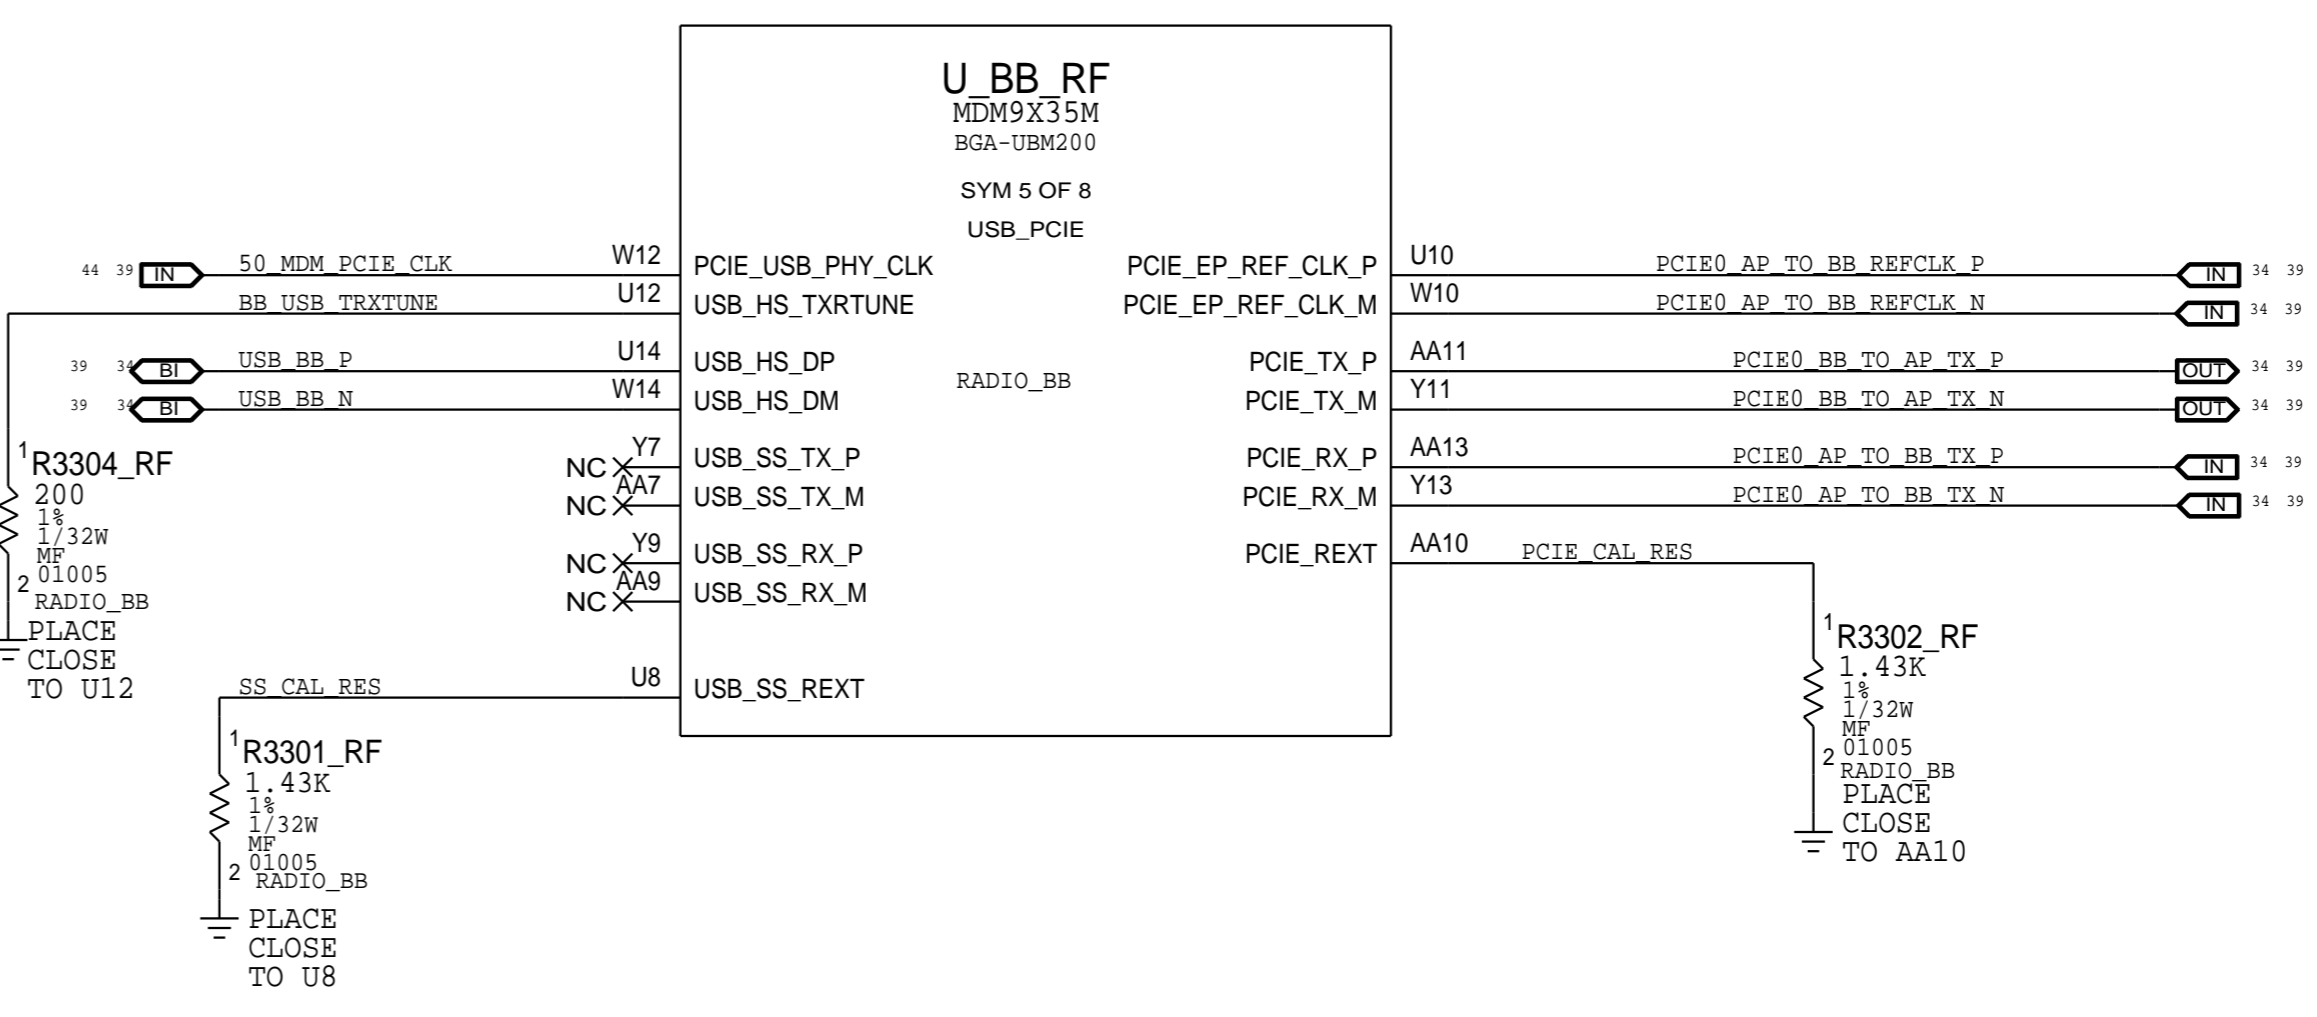 U_BB_RF
MDM9X35M
BGA-UBM200
SYM 5 OF 8
USB_PCIE
RADIO_BB
44 39 IN 50_MDM_PCIE_CLK W12 PCIE_USB_PHY_CLK
BB_USB_TRXTUNE U12 USB_HS_TXRTUNE
39 34 BI USB_BB_P U14 USB_HS_DP
39 34 BI USB_BB_N W14 USB_HS_DM
NC Y7 USB_SS_TX_P
NC AA7 USB_SS_TX_M
NC Y9 USB_SS_RX_P
NC AA9 USB_SS_RX_M
SS_CAL_RES U8 USB_SS_REXT
PCIE_EP_REF_CLK_P U10 PCIE0_AP_TO_BB_REFCLK_P IN 34 39
PCIE_EP_REF_CLK_M W10 PCIE0_AP_TO_BB_REFCLK_N IN 34 39
PCIE_TX_P AA11 PCIE0_BB_TO_AP_TX_P OUT 34 39
PCIE_TX_M Y11 PCIE0_BB_TO_AP_TX_N OUT 34 39
PCIE_RX_P AA13 PCIE0_AP_TO_BB_TX_P IN 34 39
PCIE_RX_M Y13 PCIE0_AP_TO_BB_TX_N IN 34 39
PCIE_REXT AA10 PCIE_CAL_RES
1
R3304_RF
200
1%
1/32W
MF
01005
2
RADIO_BB
PLACE
CLOSE
TO U12
1
R3301_RF
1.43K
1%
1/32W
MF
01005
2
RADIO_BB
PLACE
CLOSE
TO U8
1
R3302_RF
1.43K
1%
1/32W
MF
01005
2
RADIO_BB
PLACE
CLOSE
TO AA10